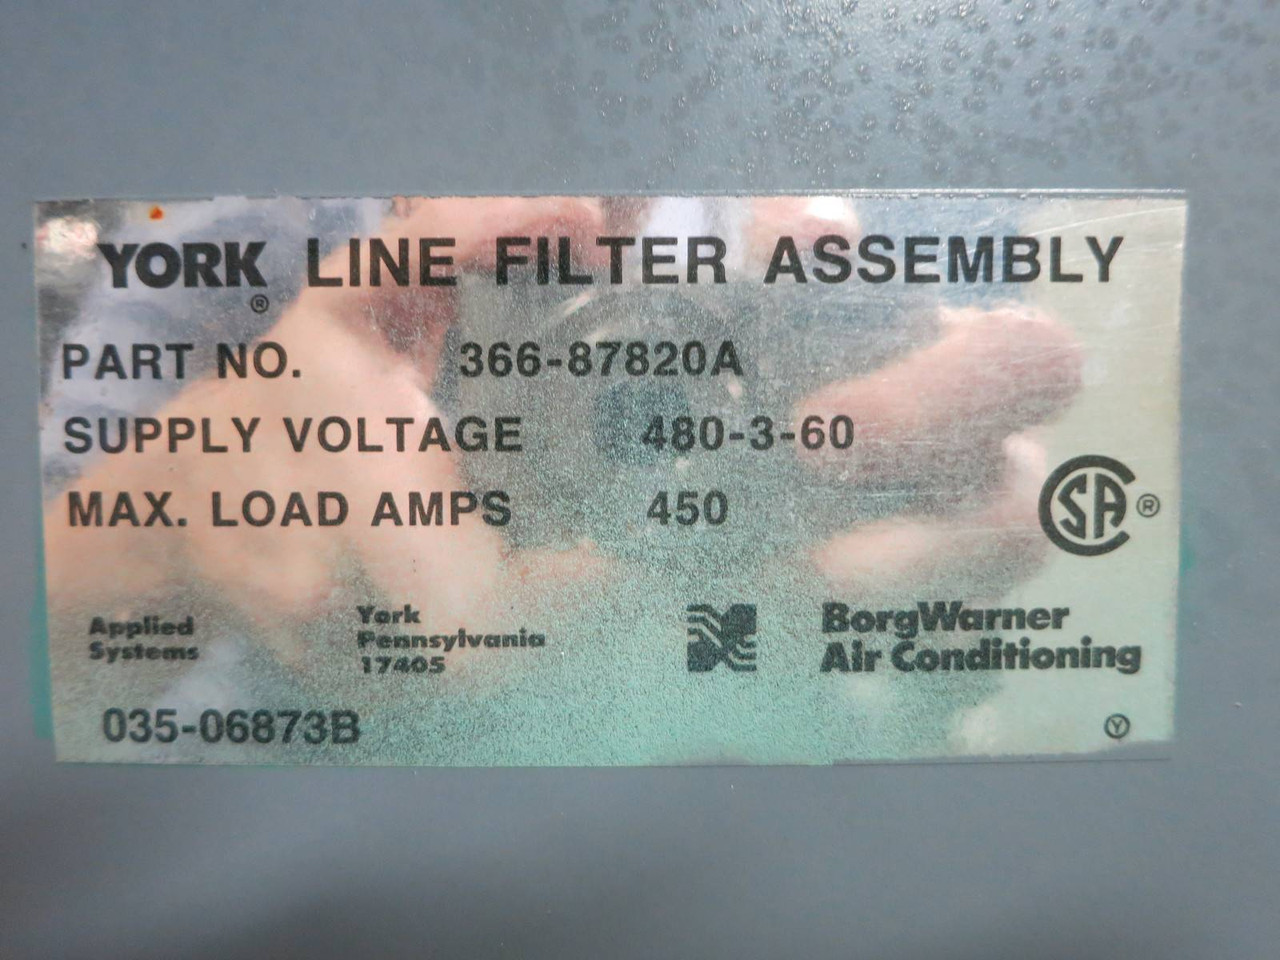 YORK® LINE FILTER ASSEMBLY
PART NO. 366-87820A
SUPPLY VOLTAGE 480-3-60
MAX. LOAD AMPS 450
SA®
Applied
Systems
York
Pennsylvania
17405
BorgWarner
Air Conditioning
035-06873B
Y